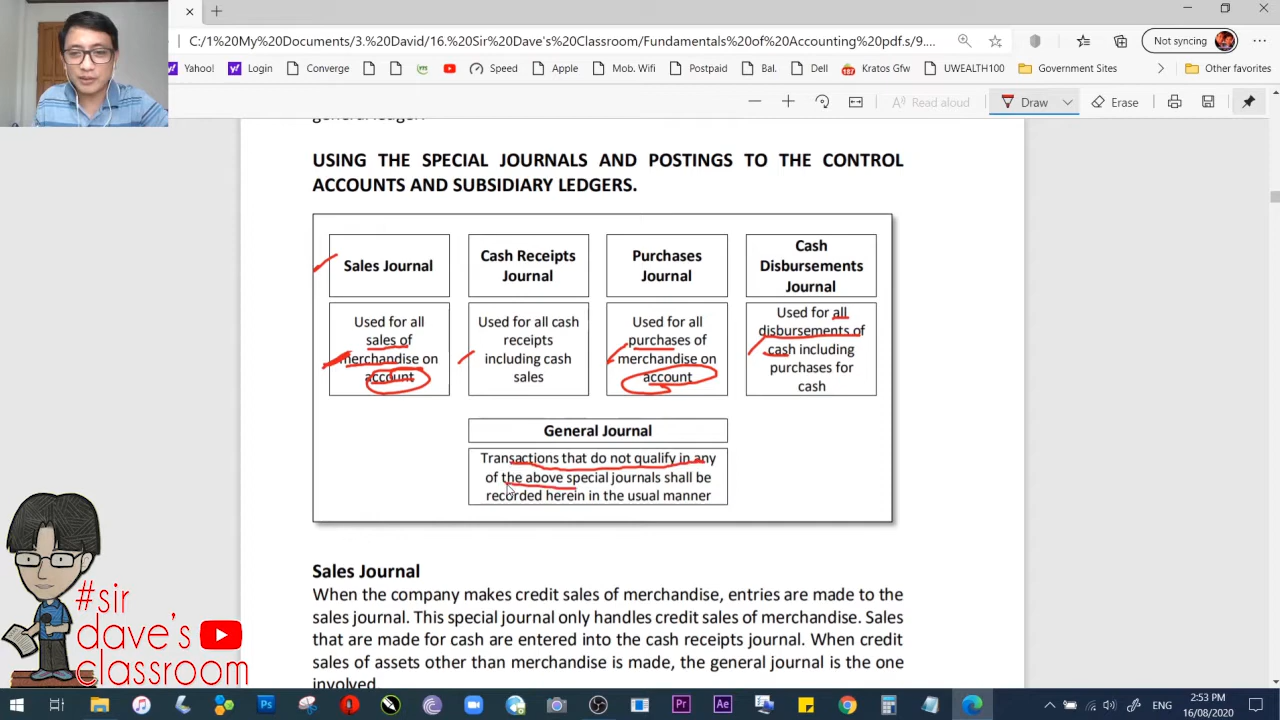 C:/1%20My%20Documents/3.%20David/16.%20Sir%20Dave's%20Classroom/Fundamentals%20of%20Accounting%20pdf.s/9....
Not syncing
Yahoo!
Login
Converge
Speed
Apple
Mob. Wifi
Postpaid
Bal
Dell
Kratos Gfw
UWEALTH100
Government Sites
Other favorites
Read aloud
Draw
Erase
general ledger.
USING THE SPECIAL JOURNALS AND POSTINGS TO THE CONTROL
ACCOUNTS AND SUBSIDIARY LEDGERS.
Sales Journal
Used for all
sales of
merchandise on
account
Cash Receipts
Journal
Used for all cash
receipts
including cash
sales
Purchases
Journal
Used for all
purchases of
merchandise on
account
Cash
Disbursements
Journal
Used for all
disbursements of
cash including
purchases for
cash
General Journal
Transactions that do not qualify in any
of the above special journals shall be
recorded herein in the usual manner
Sales Journal
When the company makes credit sales of merchandise, entries are made to the
sales journal. This special journal only handles credit sales of merchandise. Sales
that are made for cash are entered into the cash receipts journal. When credit
sales of assets other than merchandise is made, the general journal is the one
involved
#sir
dave's
classroom
Ps
Pr
Ae
ENG
2:53 PM
16/08/2020